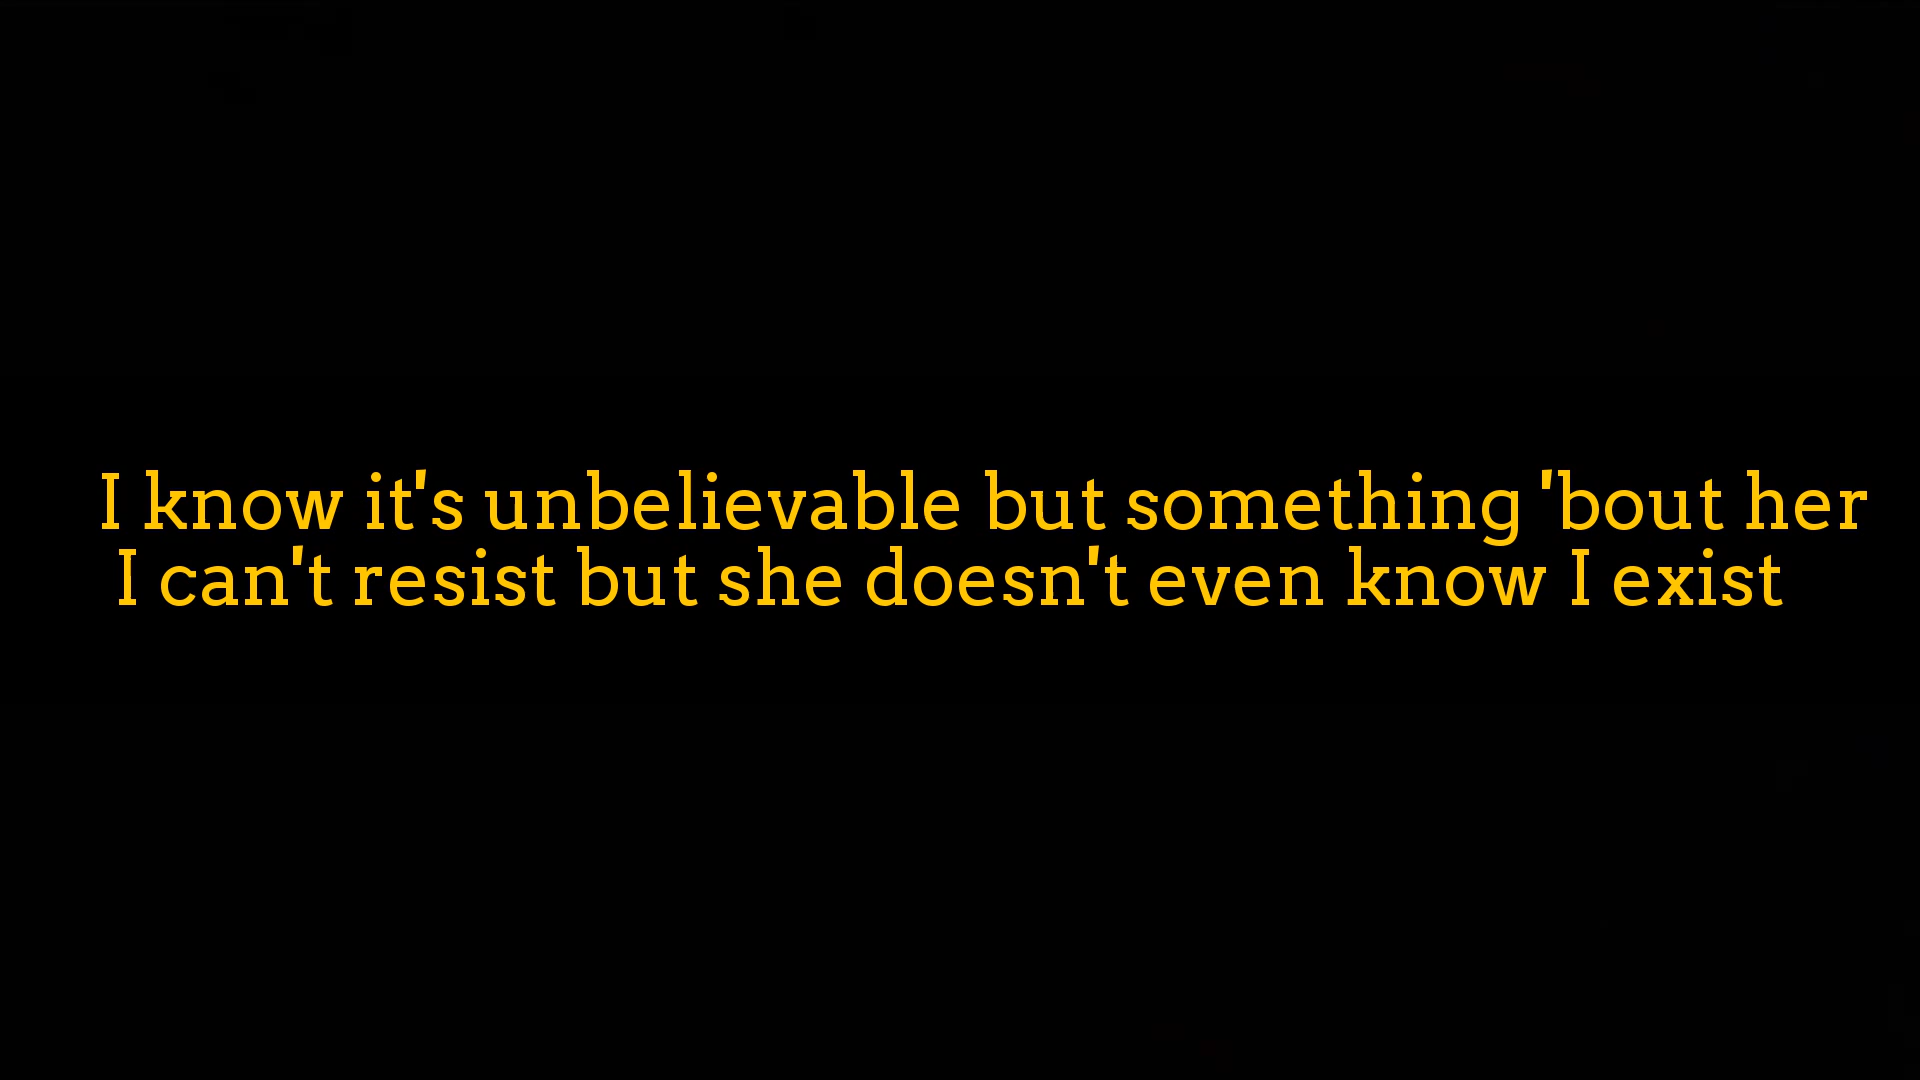 I know it's unbelievable but something 'bout her
I can't resist but she doesn't even know I exist